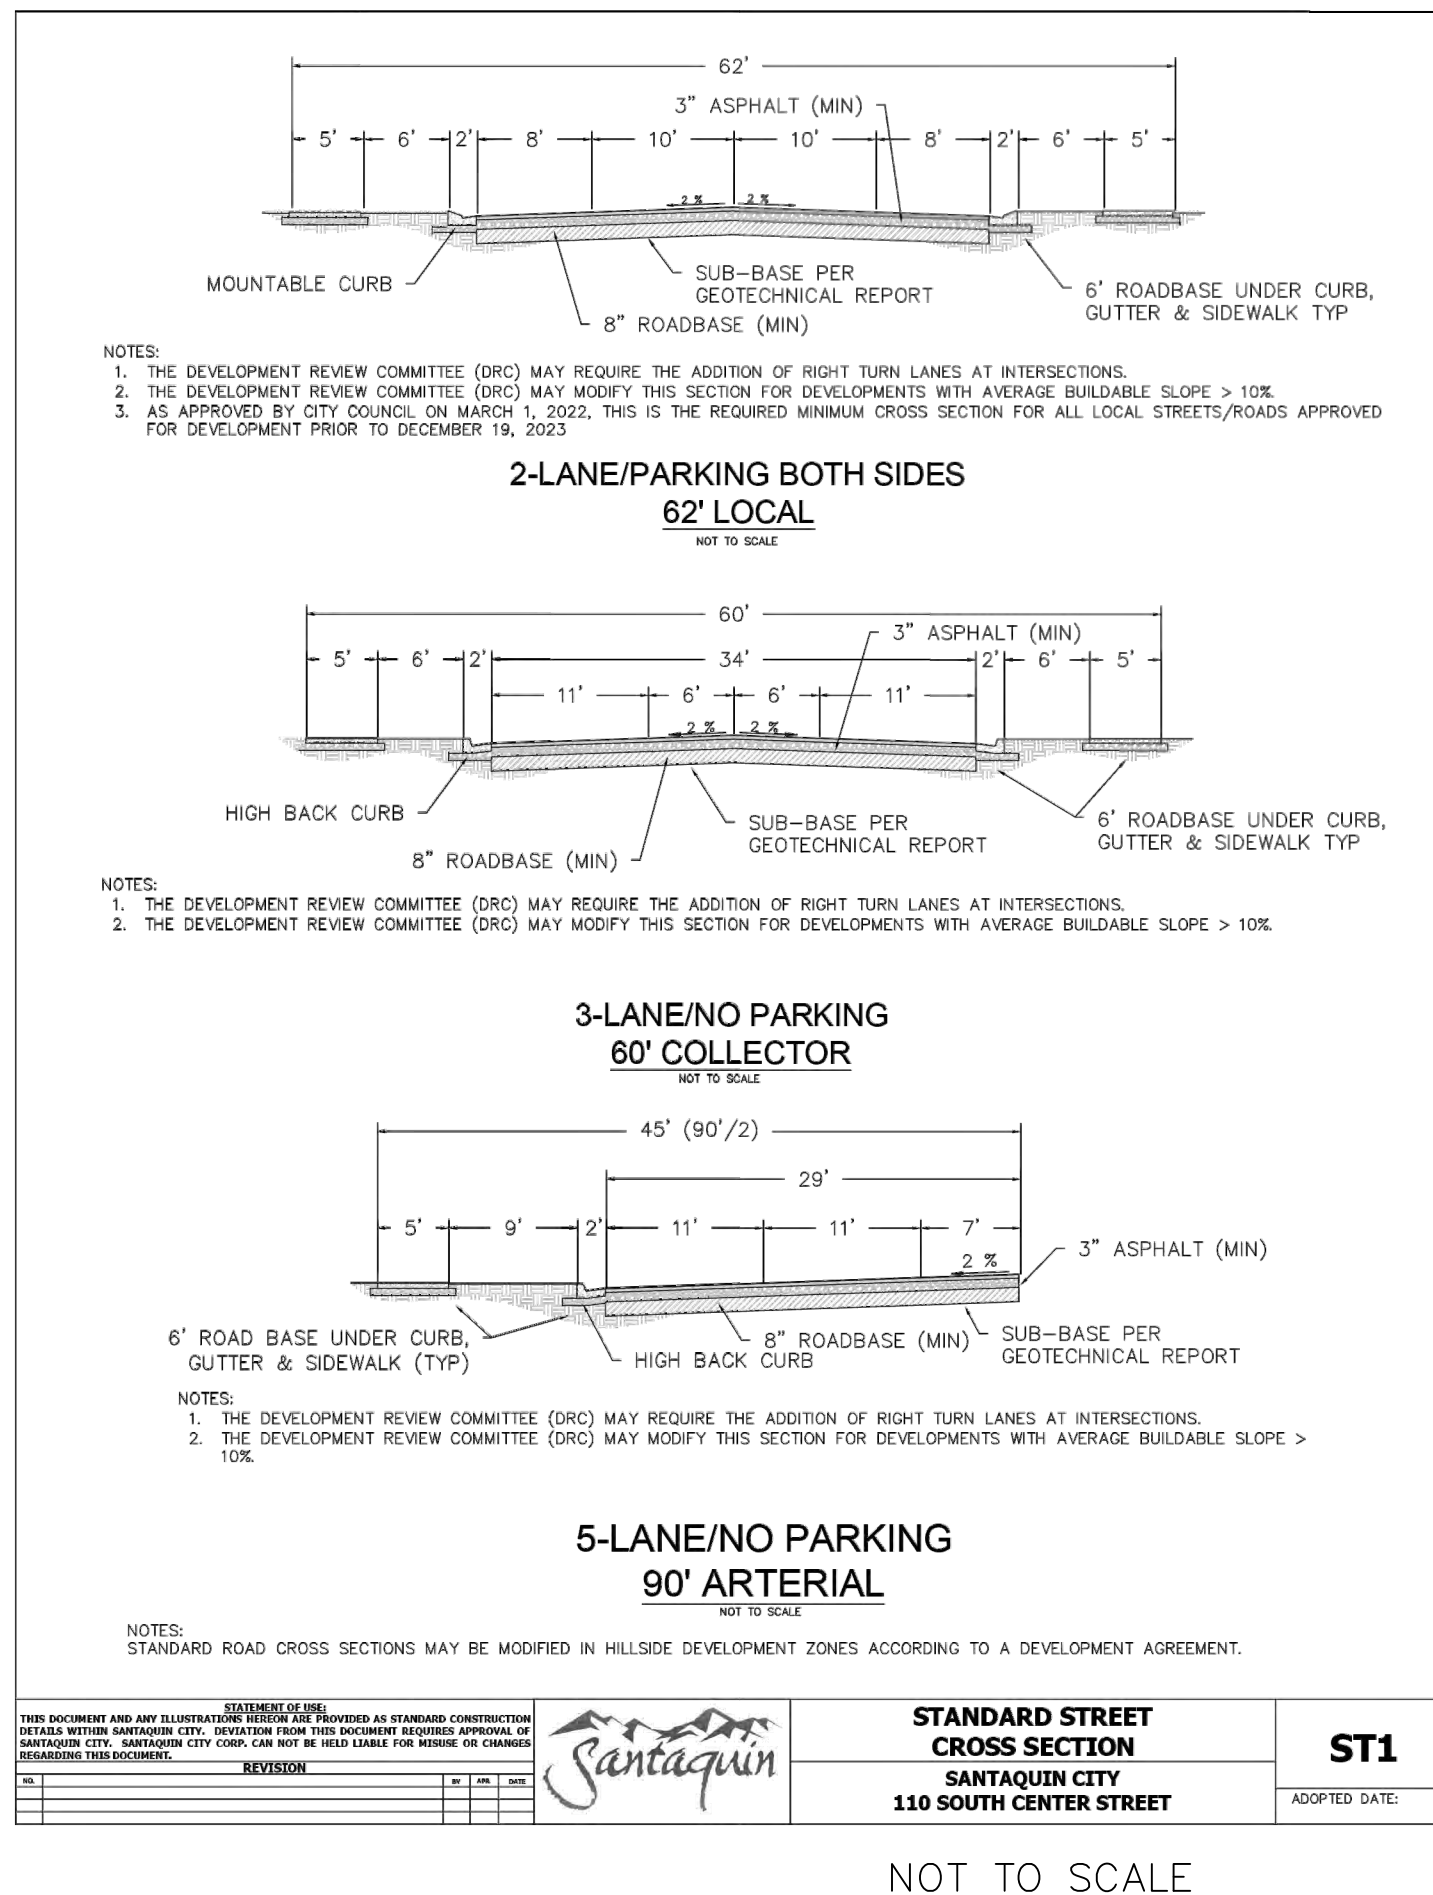 62'
3" ASPHALT (MIN)
5' 6' 2' 8' 10' 10' 8' 2' 6' 5'
2 % 2 %
MOUNTABLE CURB
SUB-BASE PER
GEOTECHNICAL REPORT
8" ROADBASE (MIN)
6' ROADBASE UNDER CURB,
GUTTER & SIDEWALK TYP
NOTES:
1. THE DEVELOPMENT REVIEW COMMITTEE (DRC) MAY REQUIRE THE ADDITION OF RIGHT TURN LANES AT INTERSECTIONS.
2. THE DEVELOPMENT REVIEW COMMITTEE (DRC) MAY MODIFY THIS SECTION FOR DEVELOPMENTS WITH AVERAGE BUILDABLE SLOPE > 10%.
3. AS APPROVED BY CITY COUNCIL ON MARCH 1, 2022, THIS IS THE REQUIRED MINIMUM CROSS SECTION FOR ALL LOCAL STREETS/ROADS APPROVED
FOR DEVELOPMENT PRIOR TO DECEMBER 19, 2023
2-LANE/PARKING BOTH SIDES
62' LOCAL
NOT TO SCALE
60'
3" ASPHALT (MIN)
5' 6' 2' 34' 2' 6' 5'
11' 6' 6' 11'
2 % 2 %
HIGH BACK CURB
SUB-BASE PER
GEOTECHNICAL REPORT
8" ROADBASE (MIN)
6' ROADBASE UNDER CURB,
GUTTER & SIDEWALK TYP
NOTES:
1. THE DEVELOPMENT REVIEW COMMITTEE (DRC) MAY REQUIRE THE ADDITION OF RIGHT TURN LANES AT INTERSECTIONS.
2. THE DEVELOPMENT REVIEW COMMITTEE (DRC) MAY MODIFY THIS SECTION FOR DEVELOPMENTS WITH AVERAGE BUILDABLE SLOPE > 10%.
3-LANE/NO PARKING
60' COLLECTOR
NOT TO SCALE
45' (90'/2)
29'
5' 9' 2' 11' 11' 7'
2 %
3" ASPHALT (MIN)
6' ROAD BASE UNDER CURB,
GUTTER & SIDEWALK (TYP)
8" ROADBASE (MIN)
HIGH BACK CURB
SUB-BASE PER
GEOTECHNICAL REPORT
NOTES:
1. THE DEVELOPMENT REVIEW COMMITTEE (DRC) MAY REQUIRE THE ADDITION OF RIGHT TURN LANES AT INTERSECTIONS.
2. THE DEVELOPMENT REVIEW COMMITTEE (DRC) MAY MODIFY THIS SECTION FOR DEVELOPMENTS WITH AVERAGE BUILDABLE SLOPE >
10%.
5-LANE/NO PARKING
90' ARTERIAL
NOT TO SCALE
NOTES:
STANDARD ROAD CROSS SECTIONS MAY BE MODIFIED IN HILLSIDE DEVELOPMENT ZONES ACCORDING TO A DEVELOPMENT AGREEMENT.
STATEMENT OF USE:
THIS DOCUMENT AND ANY ILLUSTRATIONS HEREON ARE PROVIDED AS STANDARD CONSTRUCTION
DETAILS WITHIN SANTAQUIN CITY. DEVIATION FROM THIS DOCUMENT REQUIRES APPROVAL OF
SANTAQUIN CITY. SANTAQUIN CITY CORP. CAN NOT BE HELD LIABLE FOR MISUSE OR CHANGES
REGARDING THIS DOCUMENT.
REVISION
NO. BY APR. DATE
Santaquin
STANDARD STREET
CROSS SECTION
SANTAQUIN CITY
110 SOUTH CENTER STREET
ST1
ADOPTED DATE:
NOT TO SCALE